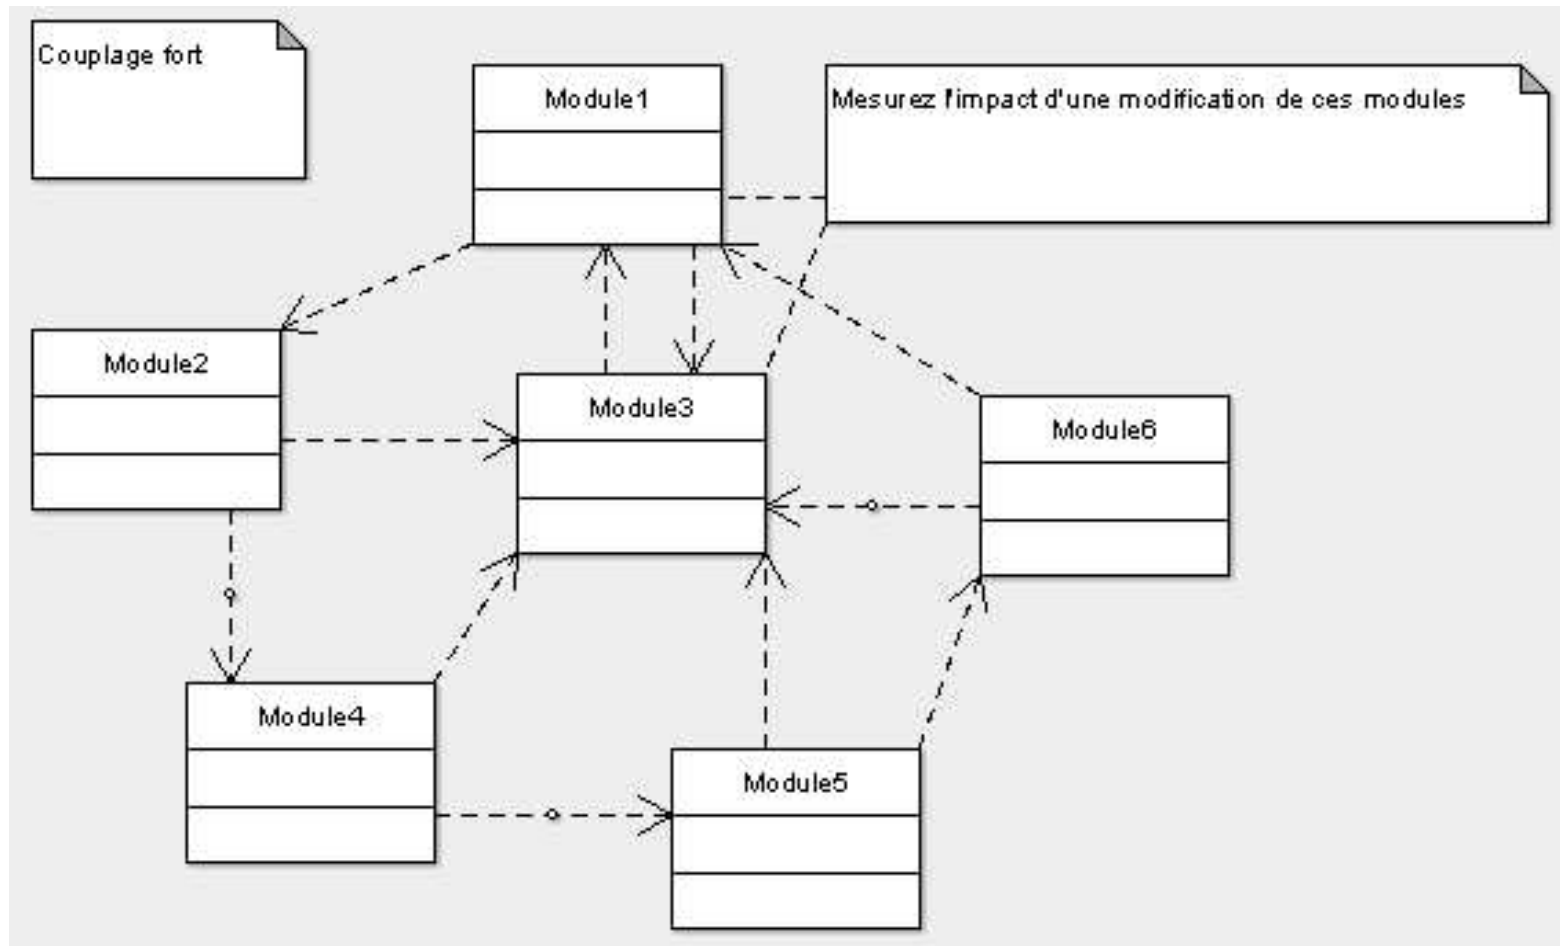 Couplage fort
Module1
Mesurez l'impact d'une modification de ces modules
Module2
Module3
Module6
Module4
Module5